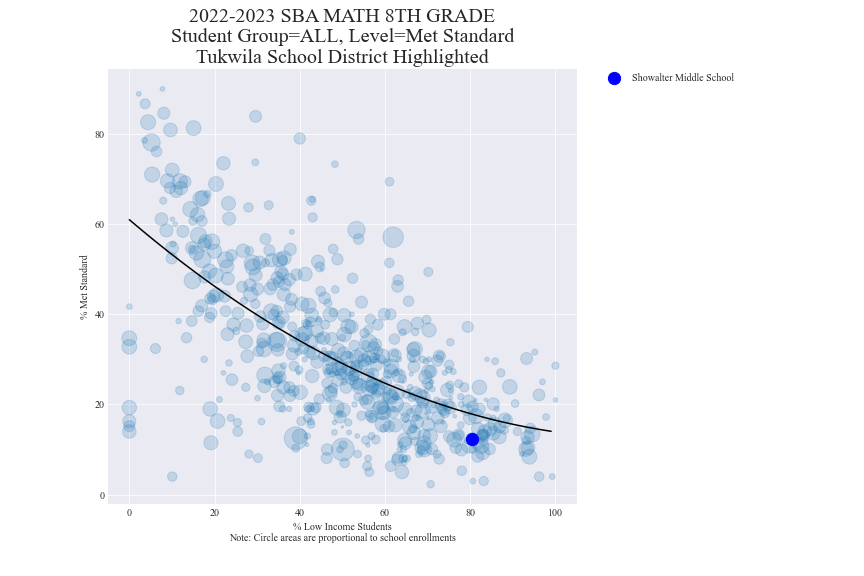 2022-2023 SBA MATH 8TH GRADE
Student Group=ALL, Level=Met Standard
Tukwila School District Highlighted
Showalter Middle School
% Met Standard
80
60
40
20
0
0 20 40 60 80 100
% Low Income Students
Note: Circle areas are proportional to school enrollments